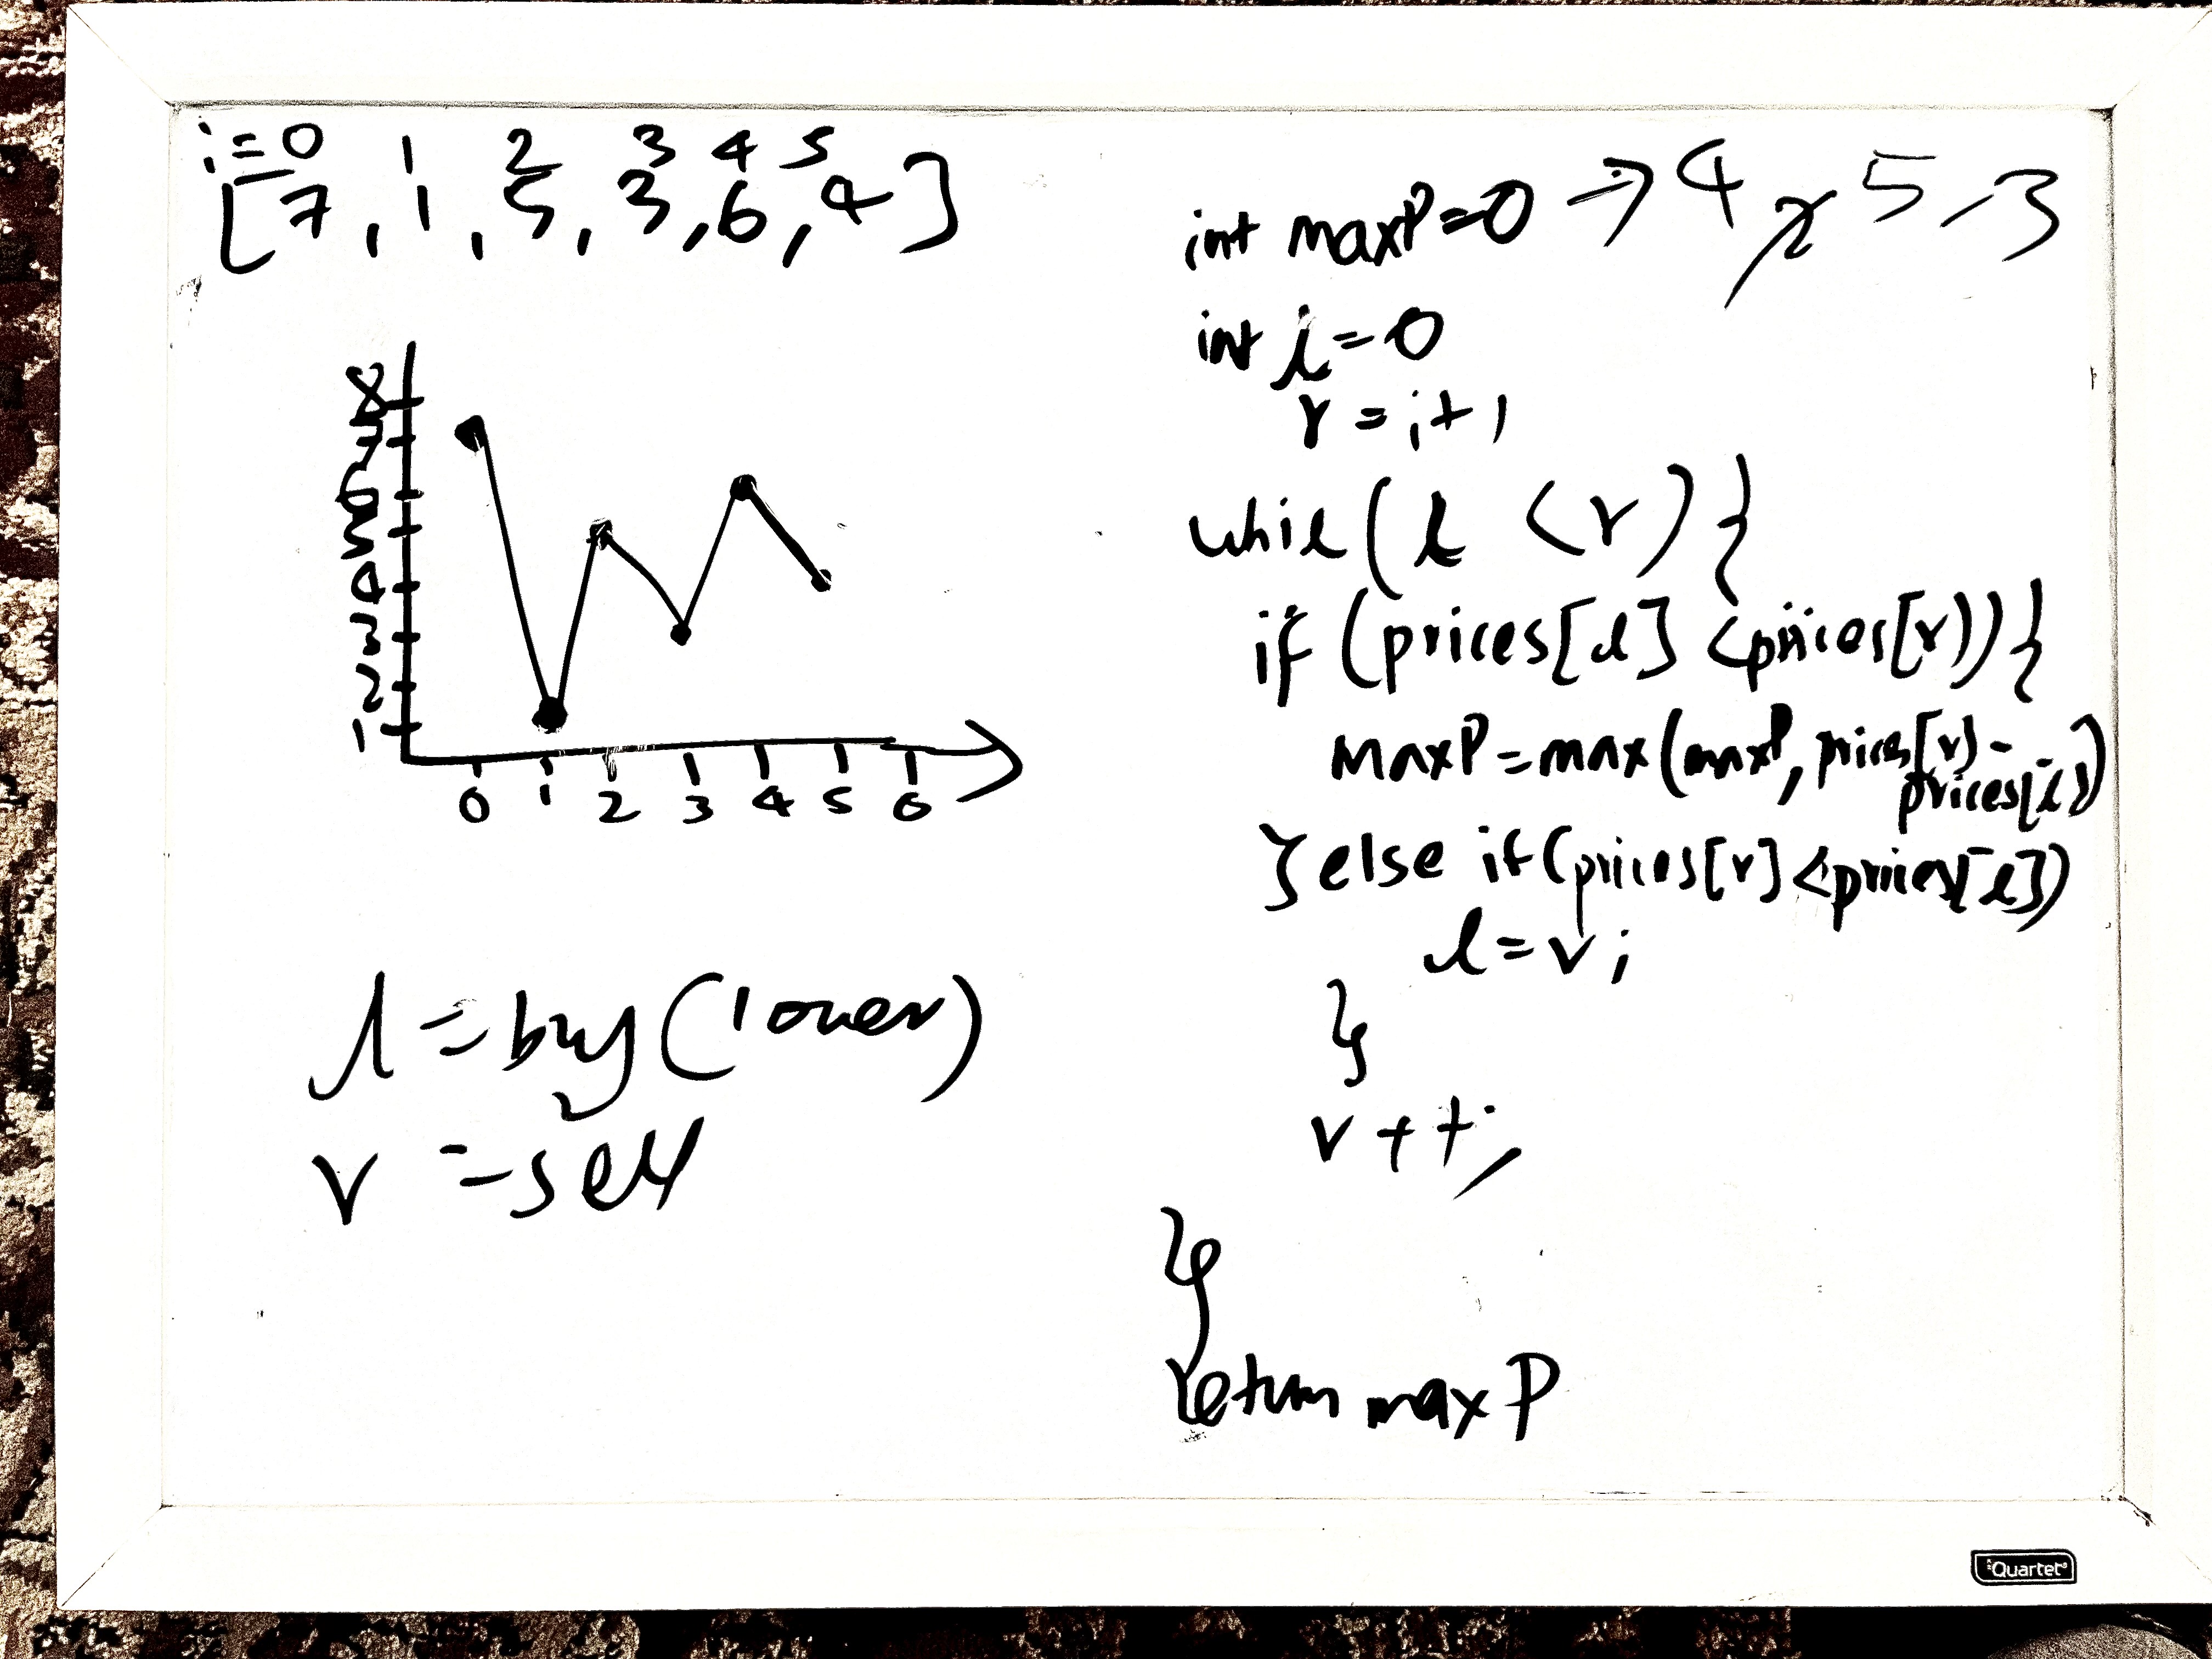 i=0 1 2 3 4 5
[7, 1, 5, 3, 6, 4]
8
7
6
5
4
3
2
1
0 1 2 3 4 5 6
l = buy (lower)
r = sell
int maxP=0 → 4, 2, 5, 3
int l=0
r = i+1
while (l < r) {
if (prices[l] < prices[r]) {
maxP = max(maxP, prices[r] -
prices[l])
} else if (prices[r] < prices[l])
l = r;
}
r++;
}
return maxP
Quartet